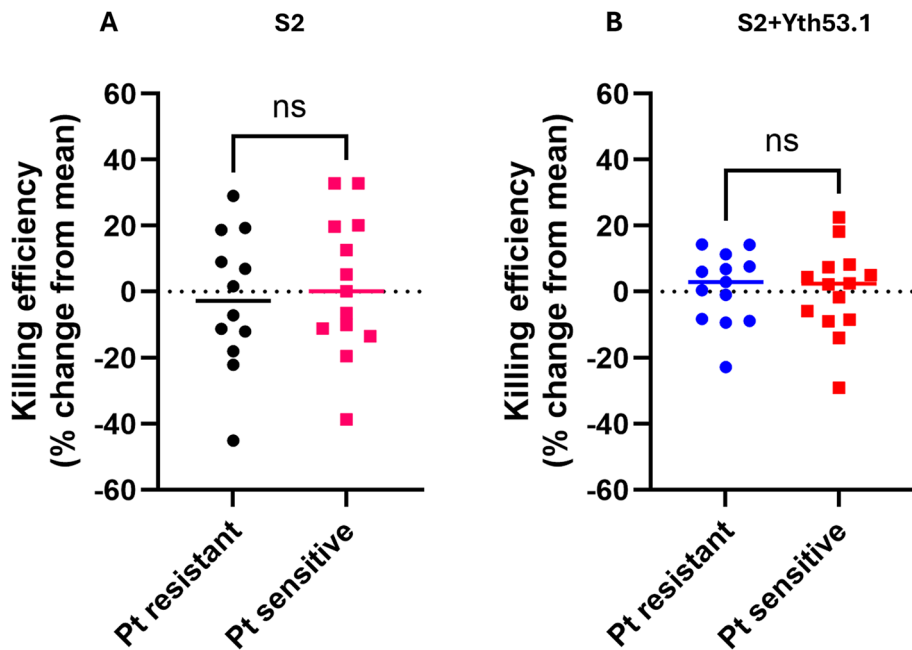 A
S2
Killing efficiency
(% change from mean)
60
40
20
0
-20
-40
-60
ns
Pt resistant
Pt sensitive
B
S2+Yth53.1
Killing efficiency
(% change from mean)
60
40
20
0
-20
-40
-60
ns
Pt resistant
Pt sensitive